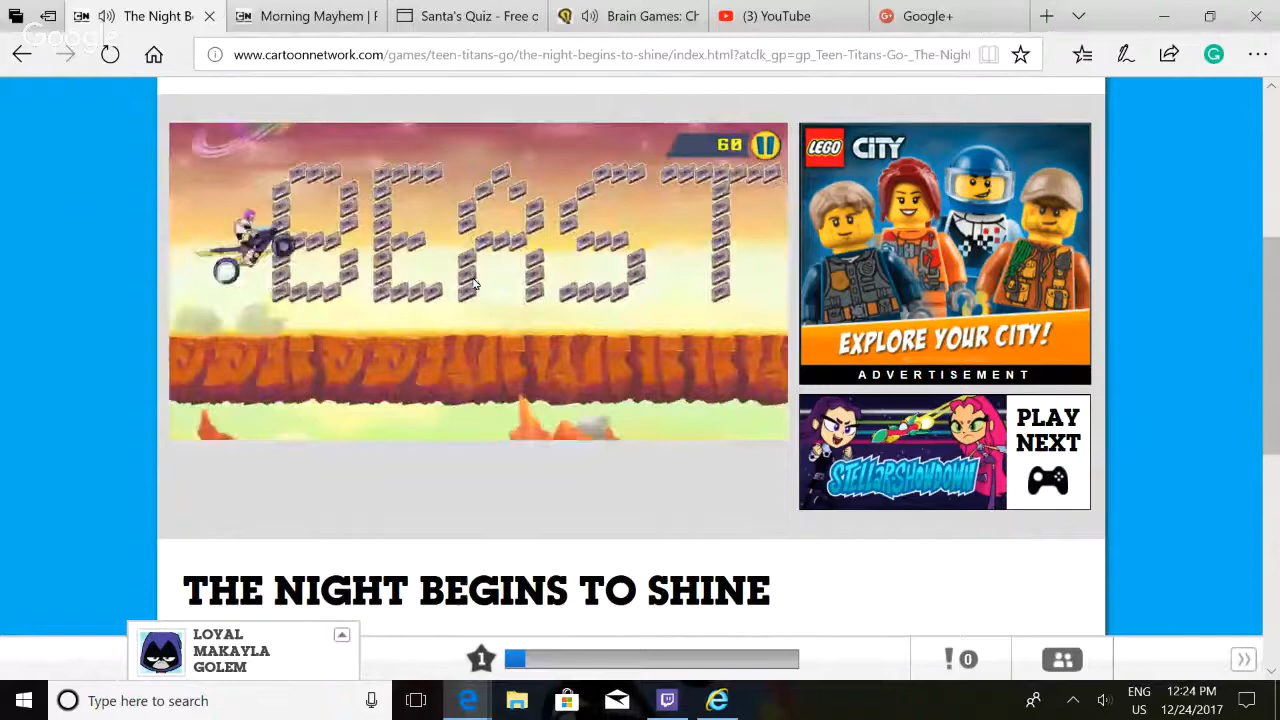 The Night B
Morning Mayhem | F
Santa's Quiz - Free o
Brain Games: Ch
(3) YouTube
Google+
Google
www.cartoonnetwork.com/games/teen-titans-go/the-night-begins-to-shine/index.html?atclk_gp=gp_Teen-Titans-Go-_The-Night
60
BEAST
LEGO CITY
EXPLORE YOUR CITY!
ADVERTISEMENT
STELLAR SHOWDOWN
PLAY
NEXT
THE NIGHT BEGINS TO SHINE
LOYAL
MAKAYLA
GOLEM
1
! 0
Type here to search
ENG
US
12:24 PM
12/24/2017